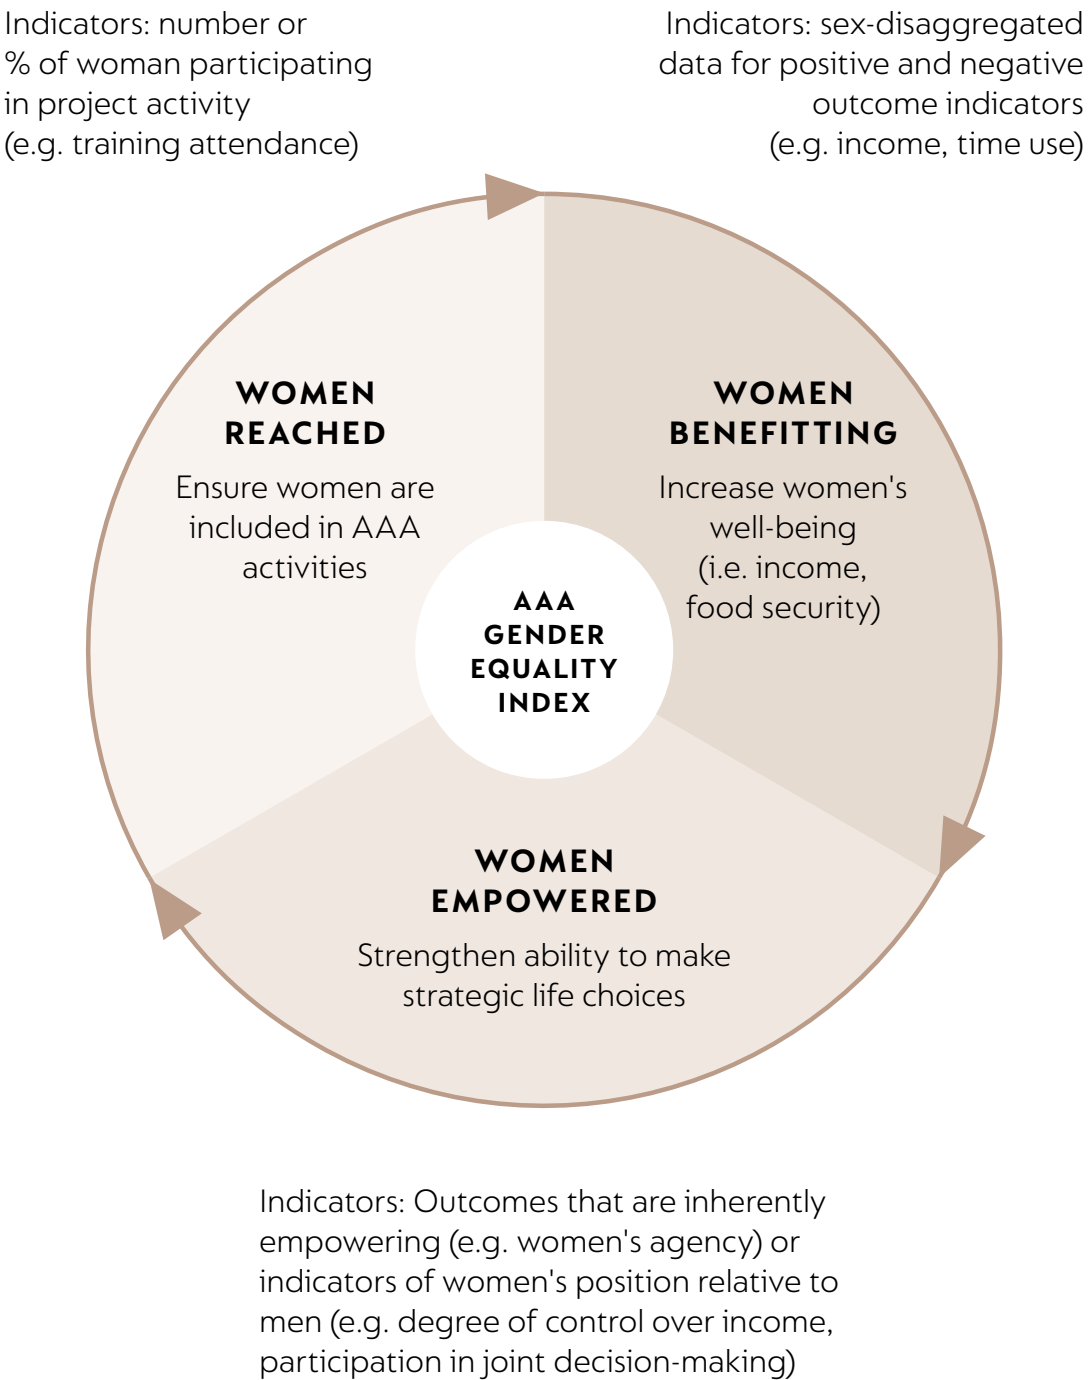 Indicators: number or
% of woman participating
in project activity
(e.g. training attendance)
Indicators: sex-disaggregated
data for positive and negative
outcome indicators
(e.g. income, time use)
WOMEN
REACHED
Ensure women are
included in AAA
activities
WOMEN
BENEFITTING
Increase women's
well-being
(i.e. income,
food security)
AAA
GENDER
EQUALITY
INDEX
WOMEN
EMPOWERED
Strengthen ability to make
strategic life choices
Indicators: Outcomes that are inherently
empowering (e.g. women's agency) or
indicators of women's position relative to
men (e.g. degree of control over income,
participation in joint decision-making)